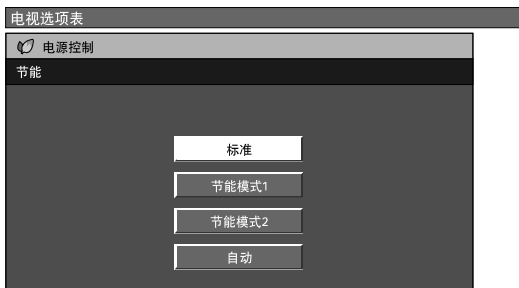 电视选项表
电源控制
节能
标准
节能模式1
节能模式2
自动